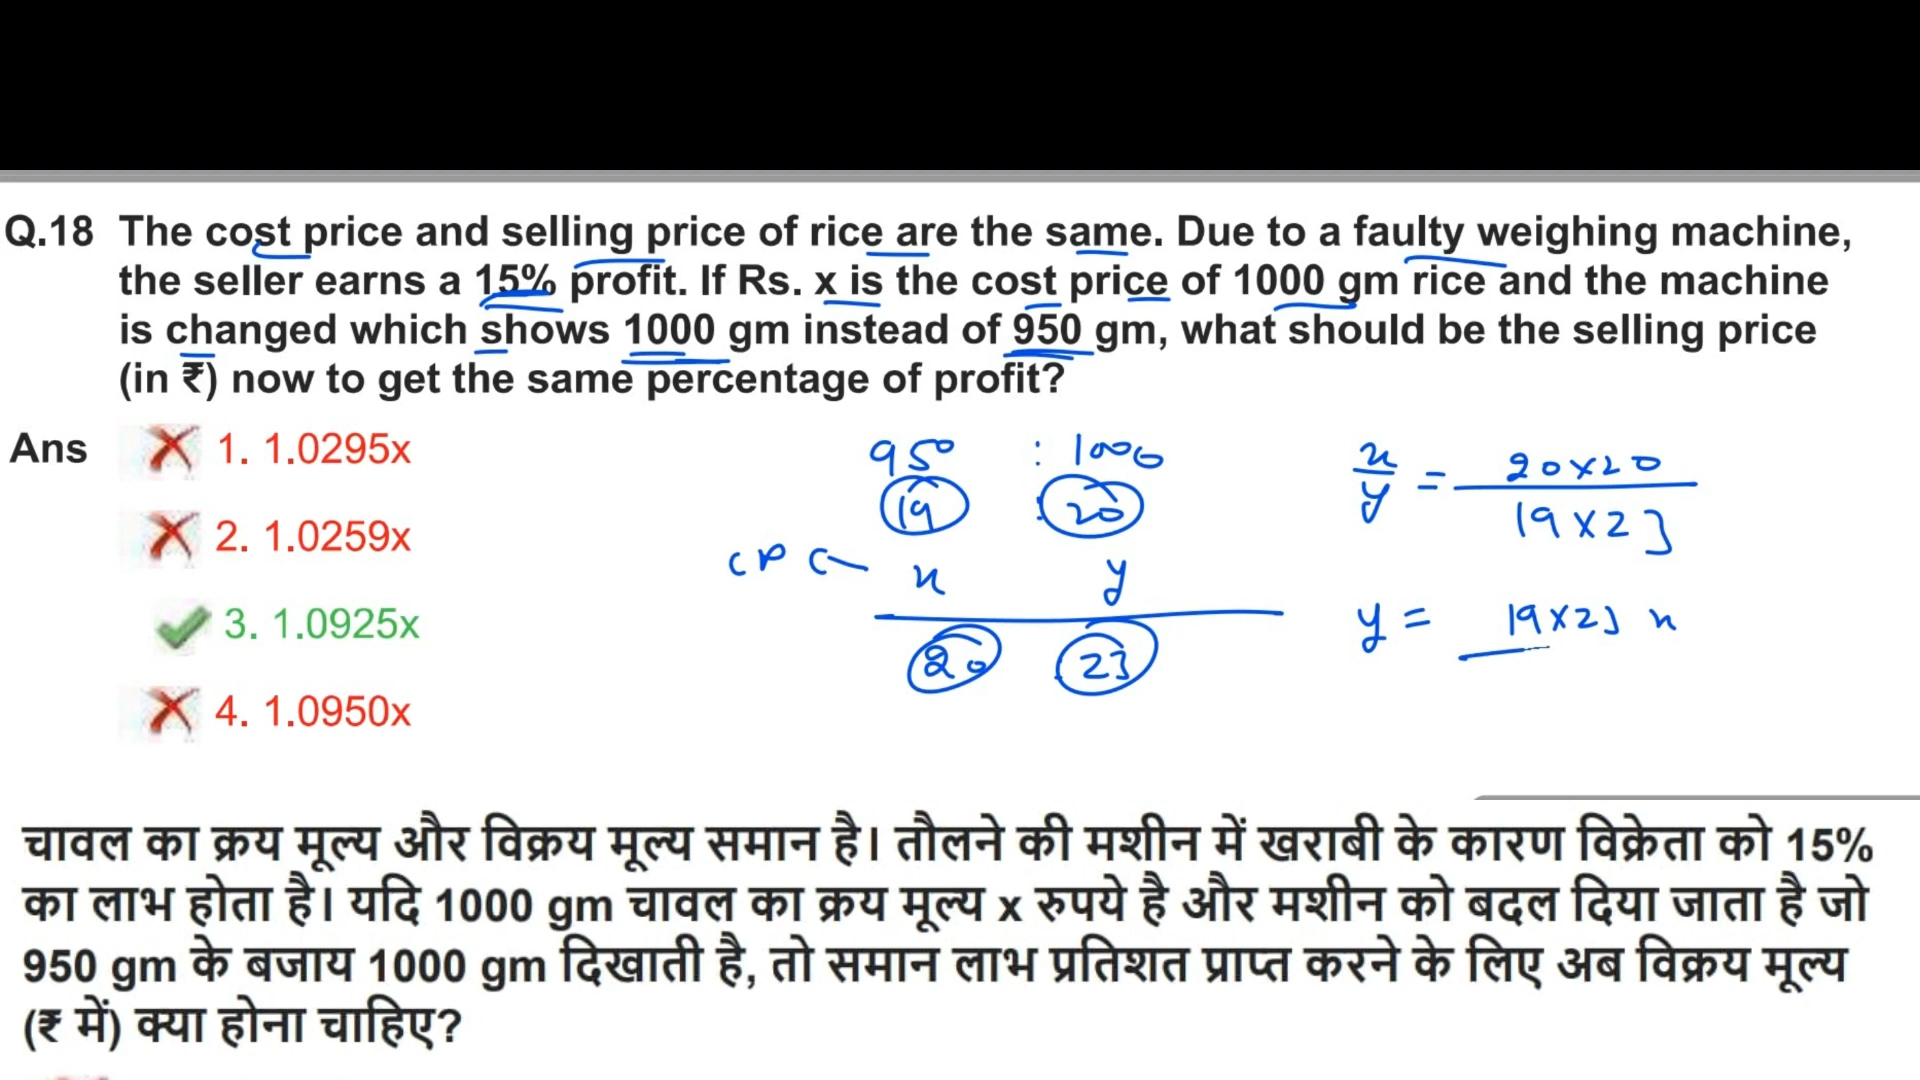 Q.18 The cost price and selling price of rice are the same. Due to a faulty weighing machine,
the seller earns a 15% profit. If Rs. x is the cost price of 1000 gm rice and the machine
is changed which shows 1000 gm instead of 950 gm, what should be the selling price
(in ₹) now to get the same percentage of profit?
Ans 1. 1.0295x
2. 1.0259x
3. 1.0925x
4. 1.0950x
950 : 1000
19 : 20
CP x y
20 23
x/y = 20×20/19×23
y = 19×23 x
चावल का क्रय मूल्य और विक्रय मूल्य समान है। तौलने की मशीन में खराबी के कारण विक्रेता को 15%
का लाभ होता है। यदि 1000 gm चावल का क्रय मूल्य x रुपये है और मशीन को बदल दिया जाता है जो
950 gm के बजाय 1000 gm दिखाती है, तो समान लाभ प्रतिशत प्राप्त करने के लिए अब विक्रय मूल्य
(₹ में) क्या होना चाहिए?